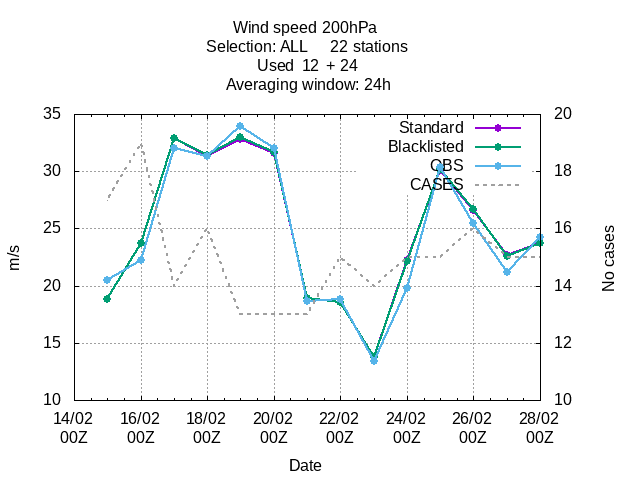 Wind speed 200hPa
Selection: ALL 22 stations
Used 12 + 24
Averaging window: 24h
35
30
25
20
15
10
m/s
20
18
16
14
12
10
No cases
Standard
Blacklisted
OBS
CASES
14/02 16/02 18/02 20/02 22/02 24/02 26/02 28/02
00Z 00Z 00Z 00Z 00Z 00Z 00Z 00Z
Date